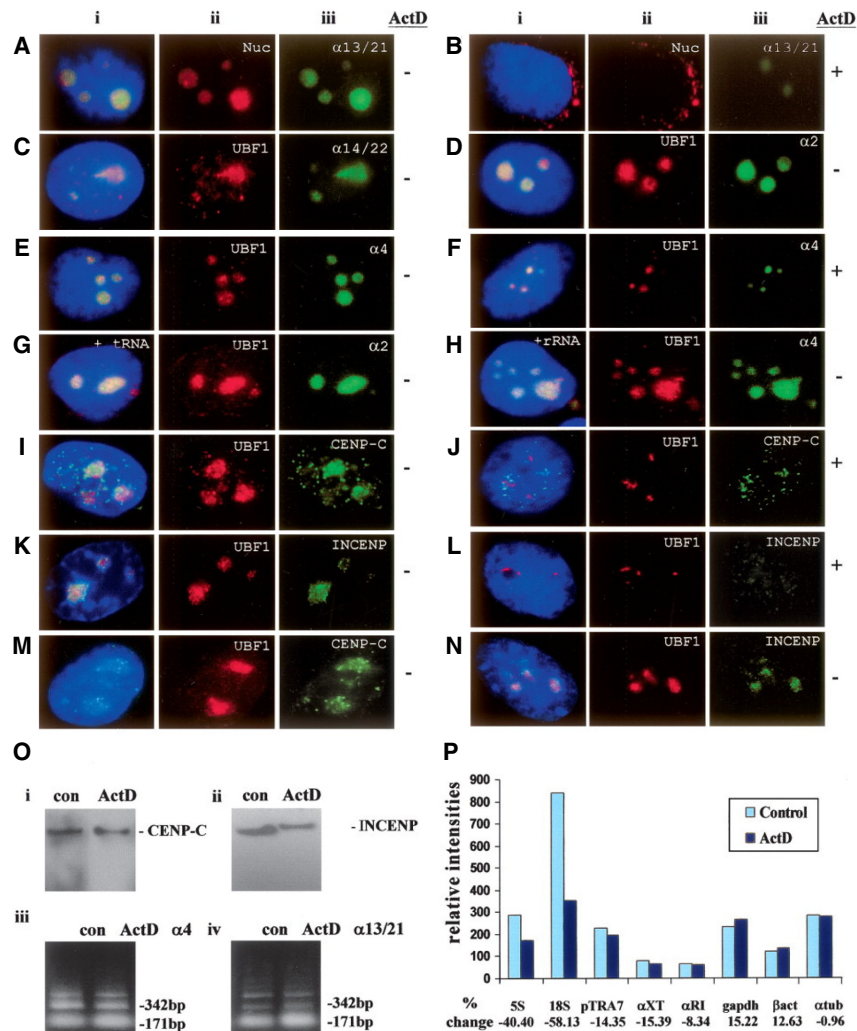 i ii iii ActD i ii iii ActD
A Nuc α13/21 - B Nuc α13/21 +
C UBF1 α14/22 - D UBF1 α2 -
E UBF1 α4 - F UBF1 α4 +
G + tRNA UBF1 α2 - H +rRNA UBF1 α4 -
I UBF1 CENP-C - J UBF1 CENP-C +
K UBF1 INCENP - L UBF1 INCENP +
M UBF1 CENP-C - N UBF1 INCENP -
O
i con ActD - CENP-C ii con ActD - INCENP
iii con ActD α4 iv con ActD α13/21
-342bp -342bp
-171bp -171bp
P
relative intensities
900
800
700
600
500
400
300
200
100
0
Control
ActD
5S 18S pTRA7 αXT αRI gapdh βact αtub
% change -40.40 -58.13 -14.35 -15.39 -8.34 15.22 12.63 -0.96